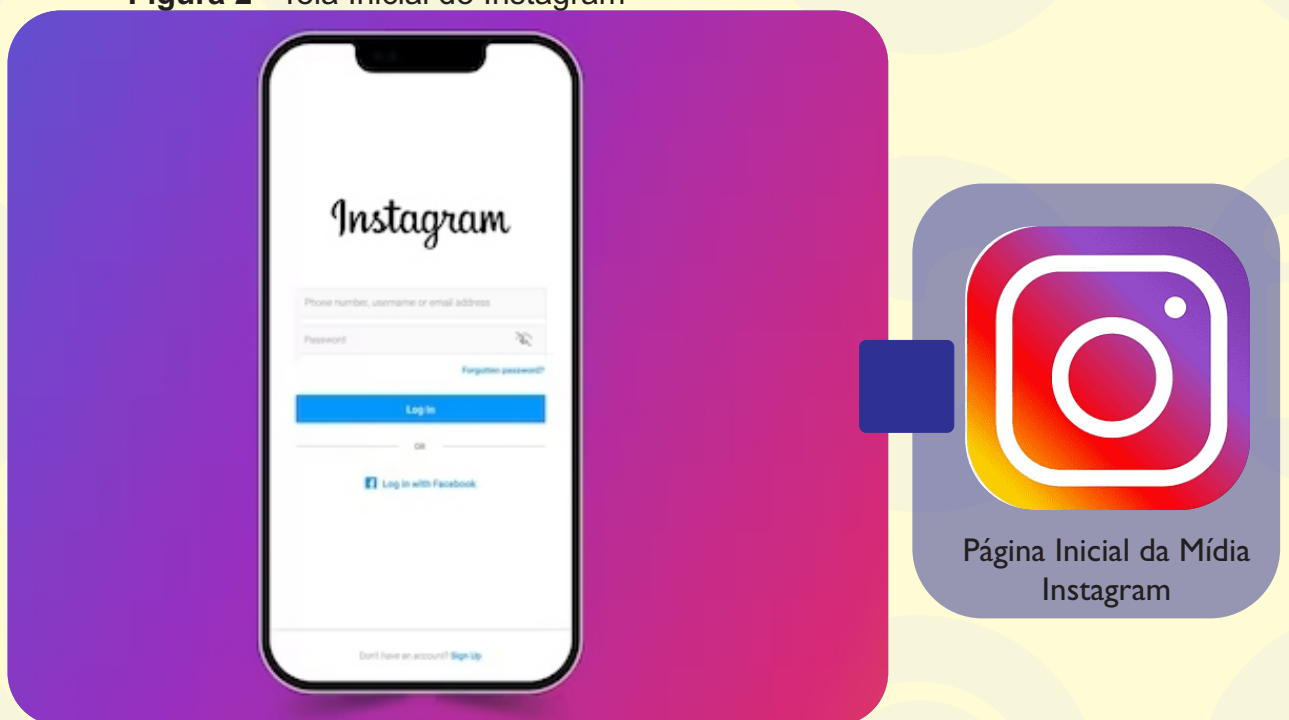 Figura 2 - Tela Inicial do Instagram
Instagram
Phone number, username or email address
Password
Forgotten password?
Log In
OR
Log in with Facebook
Don't have an account? Sign Up
Página Inicial da Mídia
Instagram